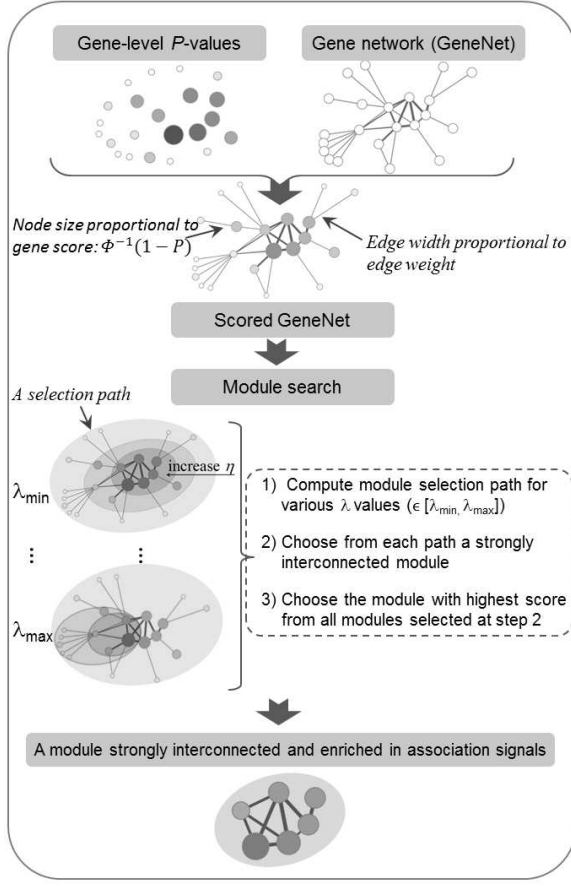 Gene-level P-values
Gene network (GeneNet)
Node size proportional to
gene score: Φ⁻¹(1 − P)
Edge width proportional to
edge weight
Scored GeneNet
Module search
A selection path
increase η
λmin
...
λmax
1) Compute module selection path for
various λ values (ϵ [λmin, λmax])
2) Choose from each path a strongly
interconnected module
3) Choose the module with highest score
from all modules selected at step 2
A module strongly interconnected and enriched in association signals